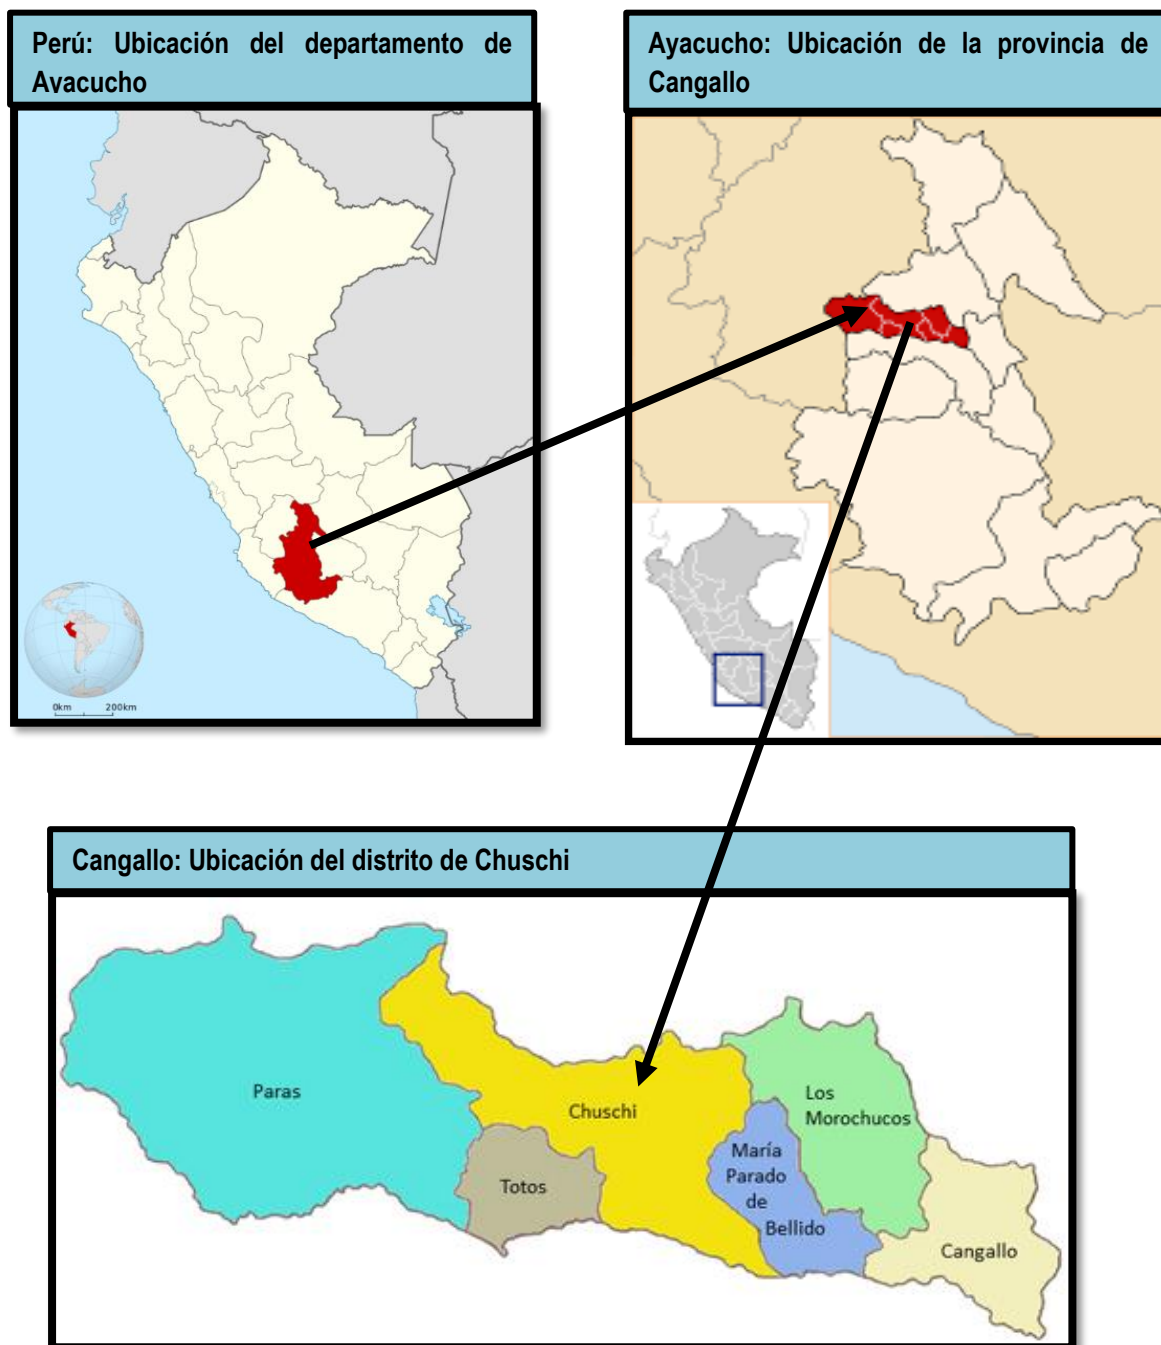 Perú: Ubicación del departamento de
Avacucho
Ayacucho: Ubicación de la provincia de
Cangallo
0km 200km
Cangallo: Ubicación del distrito de Chuschi
Paras
Chuschi
Totos
Los
Morochucos
María
Parado
de
Bellido
Cangallo